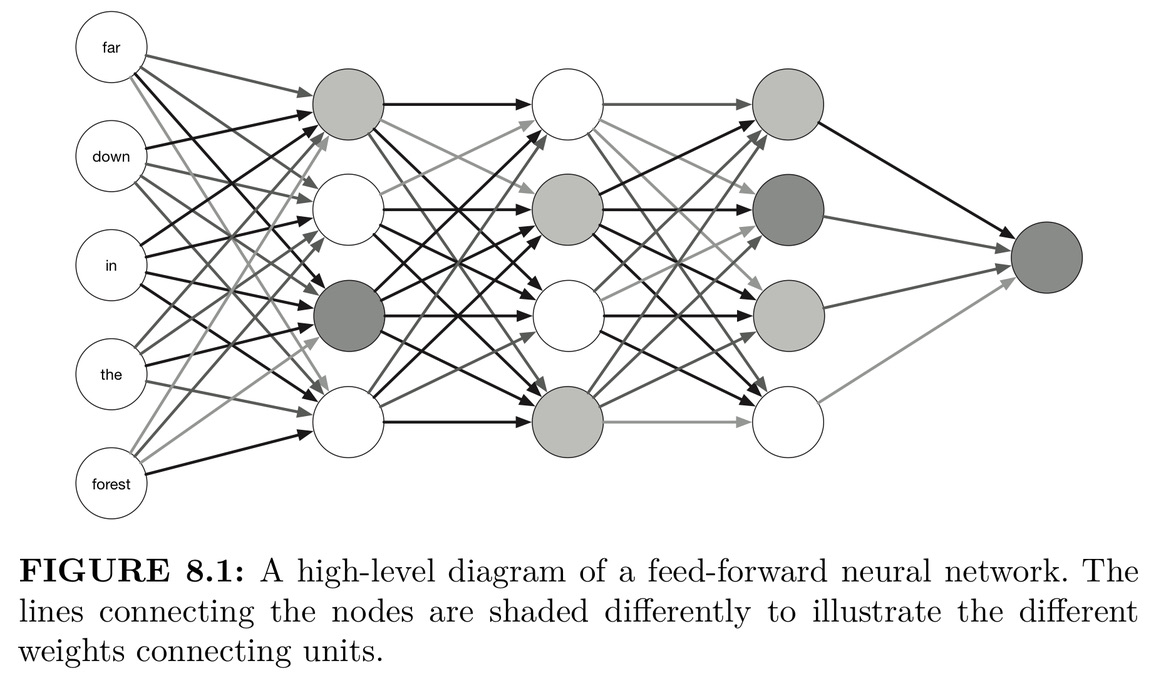 far
down
in
the
forest
FIGURE 8.1: A high-level diagram of a feed-forward neural network. The
lines connecting the nodes are shaded differently to illustrate the different
weights connecting units.